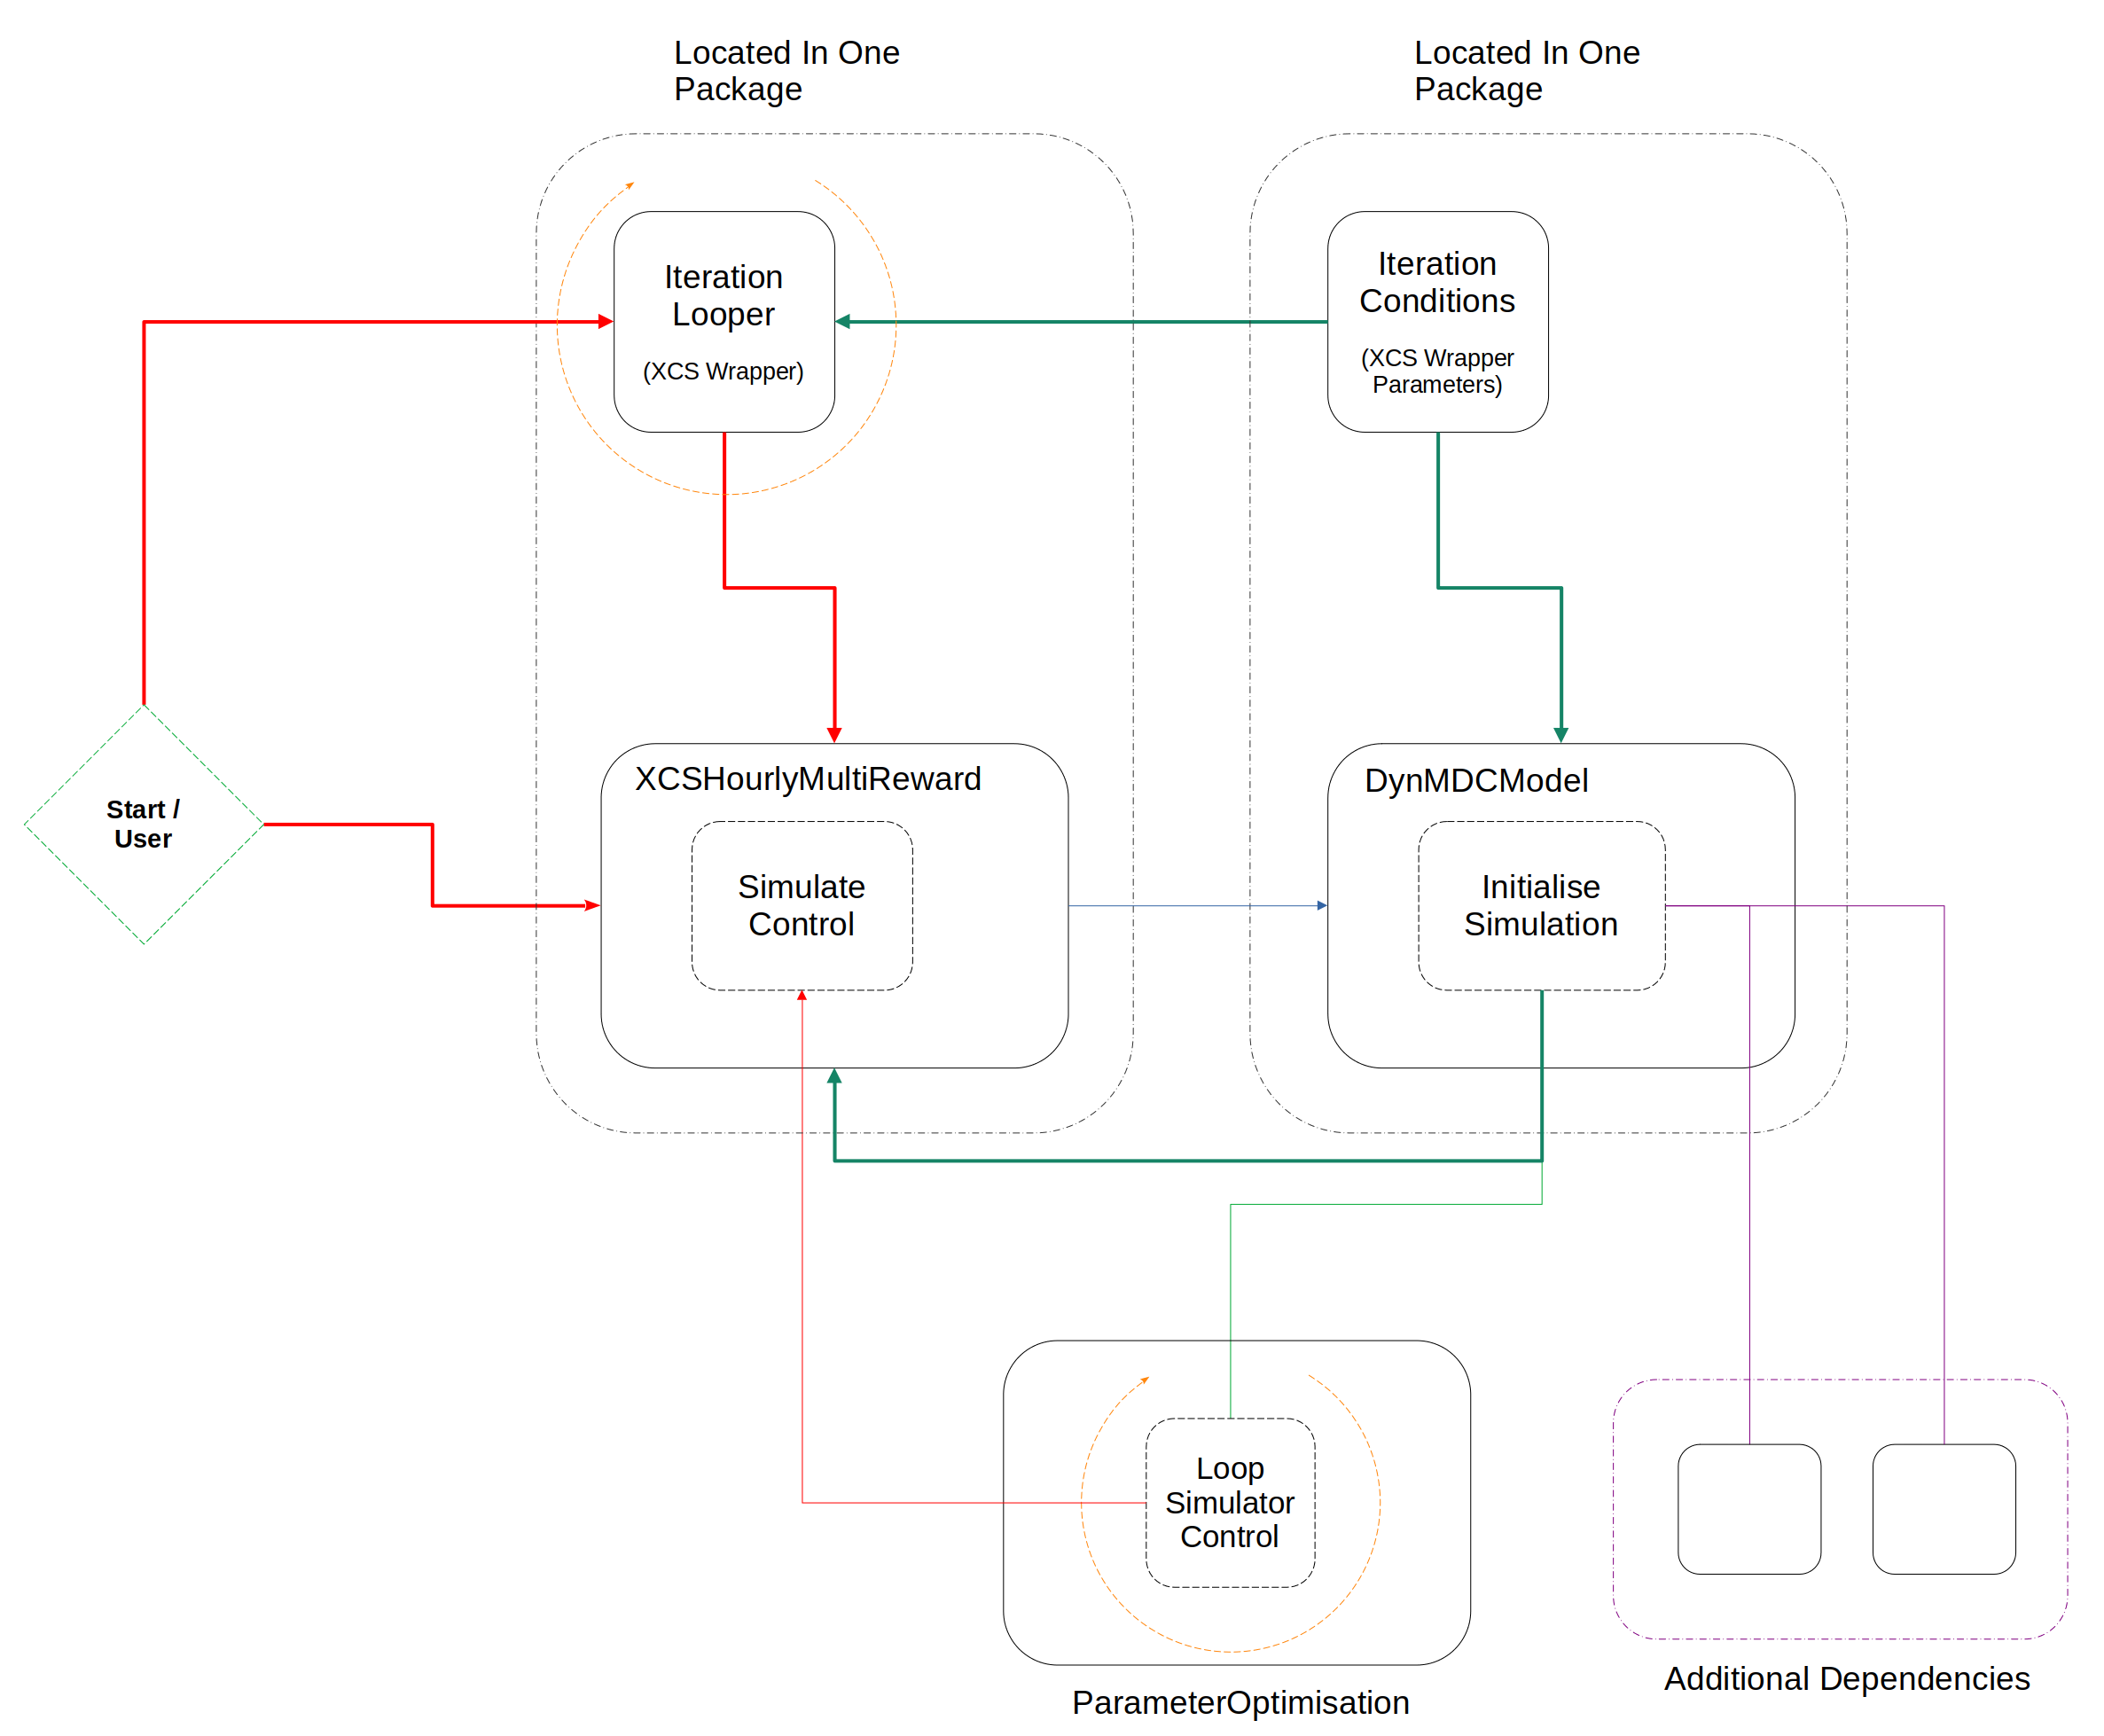 Located In One
Package
Located In One
Package
Iteration
Looper
(XCS Wrapper)
Iteration
Conditions
(XCS Wrapper
Parameters)
Start /
User
XCSHourlyMultiReward
Simulate
Control
DynMDCModel
Initialise
Simulation
Loop
Simulator
Control
ParameterOptimisation
Additional Dependencies